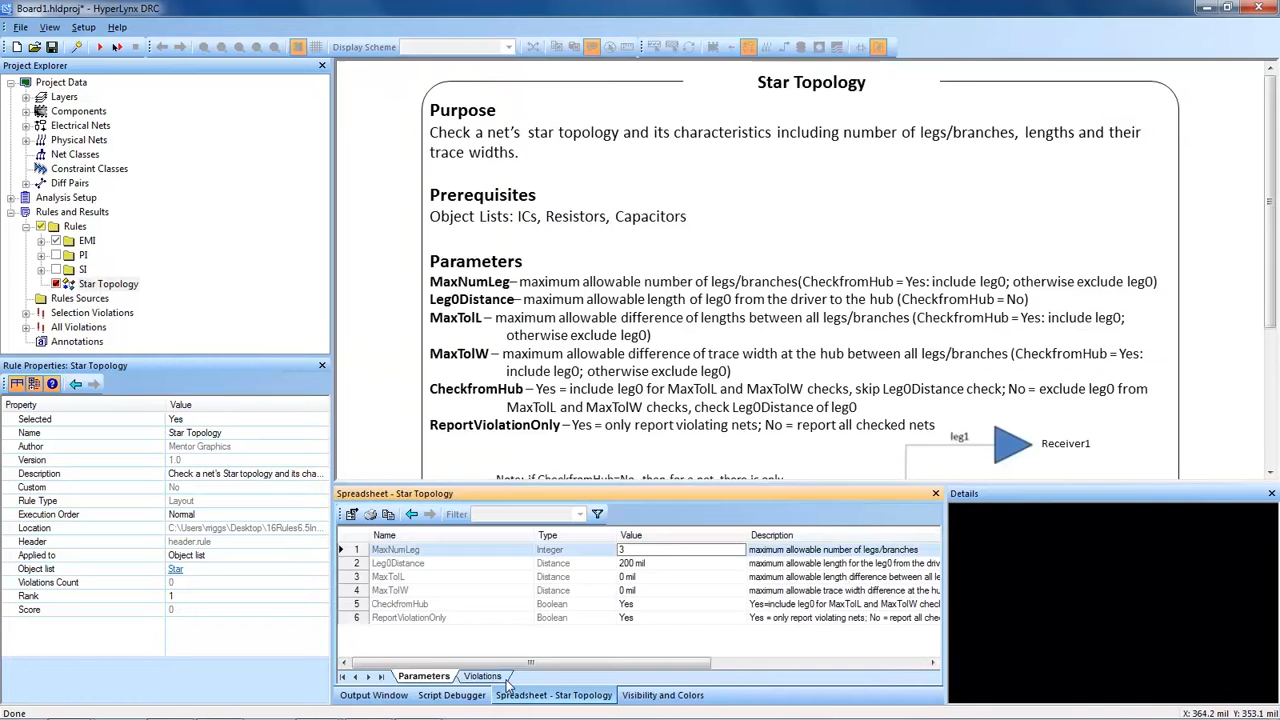 Board1.hldproj* - HyperLynx DRC
File View Setup Help
Display Scheme
Project Explorer
Project Data
Layers
Components
Electrical Nets
Physical Nets
Net Classes
Constraint Classes
Diff Pairs
Analysis Setup
Rules and Results
Rules
EMI
PI
SI
Star Topology
Rules Sources
Selection Violations
All Violations
Annotations
Rule Properties: Star Topology
Property Value
Selected Yes
Name Star Topology
Author Mentor Graphics
Version 1.0
Description Check a net's Star topology and its cha...
Custom No
Rule Type Layout
Execution Order Normal
Location C:\Users\riggs\Desktop\16Rules6.5In...
Header header.rule
Applied to Object list
Object list Star
Violations Count 0
Rank 1
Score 0
Star Topology
Purpose
Check a net's star topology and its characteristics including number of legs/branches, lengths and their
trace widths.
Prerequisites
Object Lists: ICs, Resistors, Capacitors
Parameters
MaxNumLeg– maximum allowable number of legs/branches(CheckfromHub = Yes: include leg0; otherwise exclude leg0)
Leg0Distance– maximum allowable length of leg0 from the driver to the hub (CheckfromHub = No)
MaxTolL – maximum allowable difference of lengths between all legs/branches (CheckfromHub = Yes: include leg0;
otherwise exclude leg0)
MaxTolW – maximum allowable difference of trace width at the hub between all legs/branches (CheckfromHub = Yes:
include leg0; otherwise exclude leg0)
CheckfromHub – Yes = include leg0 for MaxTolL and MaxTolW checks, skip Leg0Distance check; No = exclude leg0 from
MaxTolL and MaxTolW checks, check Leg0Distance of leg0
ReportViolationOnly – Yes = only report violating nets; No = report all checked nets
leg1 Receiver1
Note: if CheckfromHub=No, then for e-net, there is only
Spreadsheet - Star Topology
Filter
Name Type Value Description
1 MaxNumLeg Integer 3 maximum allowable number of legs/branches
2 Leg0Distance Distance 200 mil maximum allowable length for the leg0 from the driv
3 MaxTolL Distance 0 mil maximum allowable length difference between all le
4 MaxTolW Distance 0 mil maximum allowable trace width difference at the hu
5 CheckfromHub Boolean Yes Yes=include leg0 for MaxTolL and MaxTolW chec
6 ReportViolationOnly Boolean Yes Yes = only report violating nets; No = report all che
Parameters Violations
Output Window Script Debugger Spreadsheet - Star Topology Visibility and Colors
Details
Done
X: 364.2 mil Y: 353.1 mil